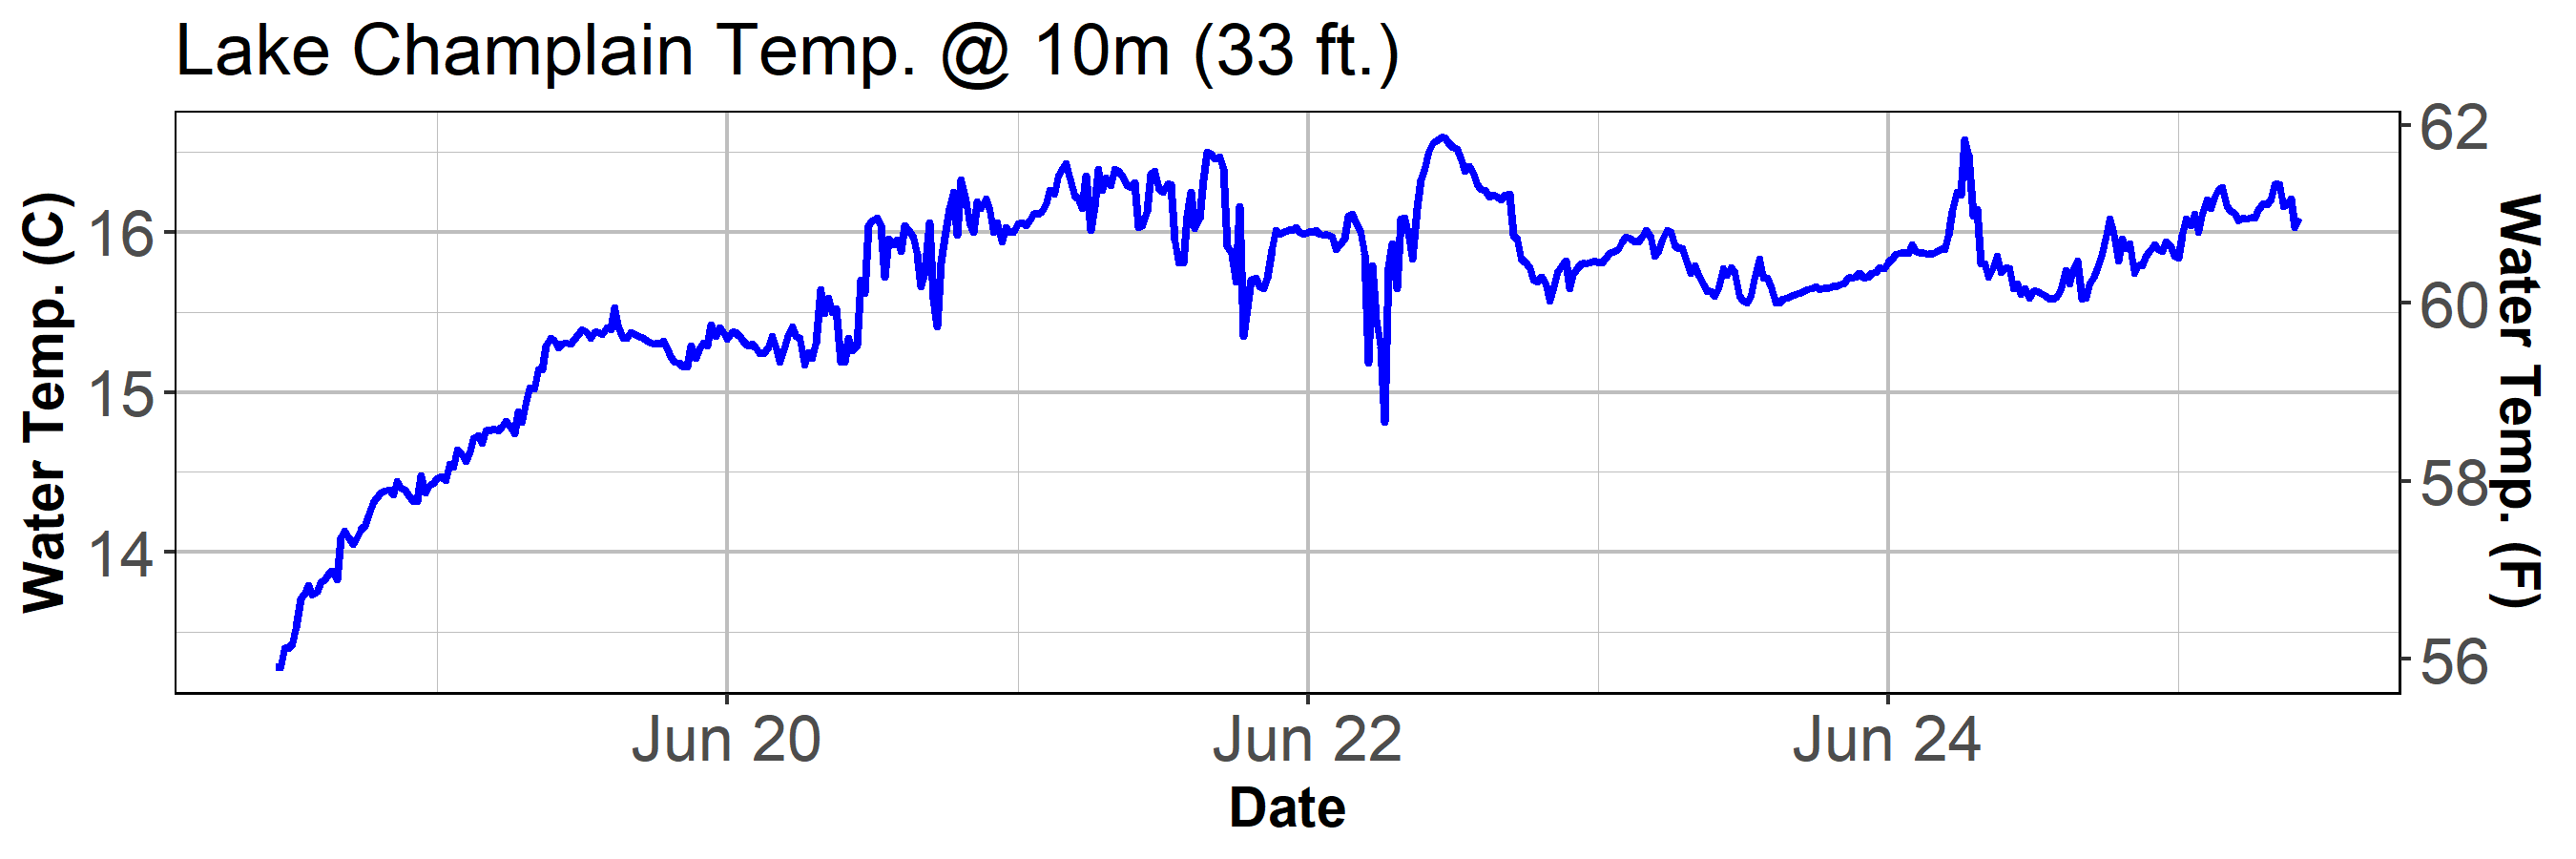 Lake Champlain Temp. @ 10m (33 ft.)
Water Temp. (C)
16
15
14
62
60
58
56
Water Temp. (F)
Jun 20 Jun 22 Jun 24
Date